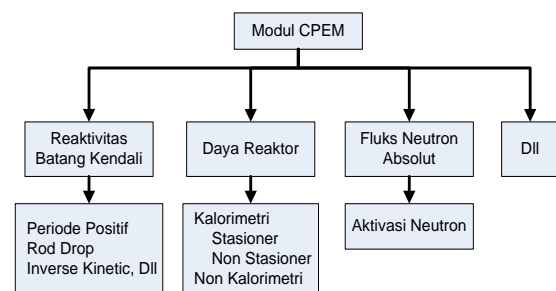 Modul CPEM
Reaktivitas
Batang Kendali
Daya Reaktor
Fluks Neutron
Absolut
Dll
Periode Positif
Rod Drop
Inverse Kinetic, Dll
Kalorimetri
Stasioner
Non Stasioner
Non Kalorimetri
Aktivasi Neutron